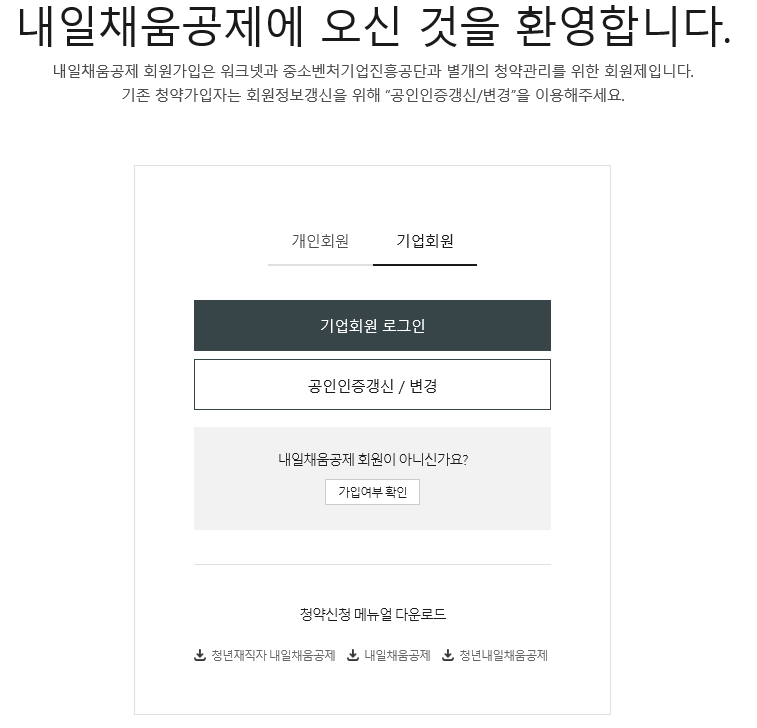 내일채움공제에 오신 것을 환영합니다.
내일채움공제 회원가입은 워크넷과 중소벤처기업진흥공단과 별개의 청약관리를 위한 회원제입니다.
기존 청약가입자는 회원정보갱신을 위해 “공인인증갱신/변경”을 이용해주세요.
개인회원 기업회원
기업회원 로그인
공인인증갱신 / 변경
내일채움공제 회원이 아니신가요?
가입여부 확인
청약신청 메뉴얼 다운로드
청년재직자 내일채움공제 내일채움공제 청년내일채움공제